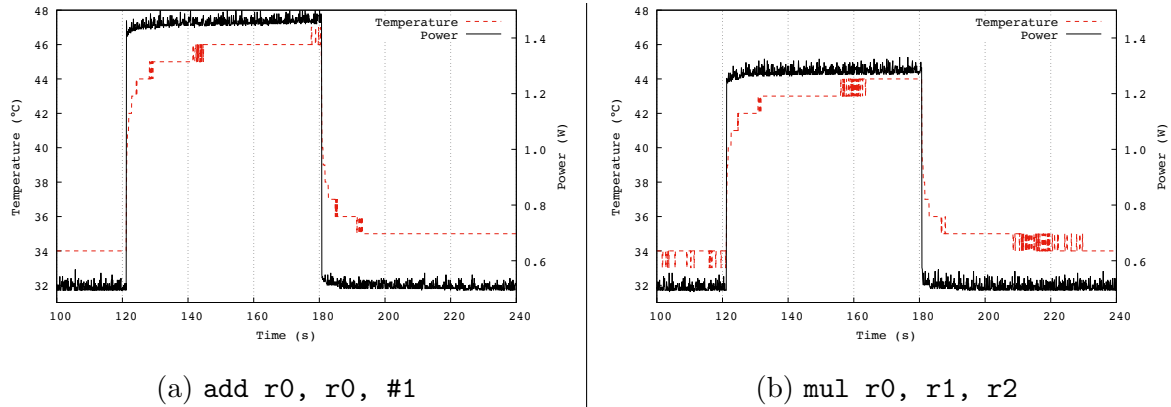 Temperature
Power
Temperature (°C)
48
46
44
42
40
38
36
34
32
1.4
1.2
1.0
0.8
0.6
Power (W)
100 120 140 160 180 200 220 240
Time (s)
(a) add r0, r0, #1
Temperature
Power
Temperature (°C)
48
46
44
42
40
38
36
34
32
1.4
1.2
1.0
0.8
0.6
Power (W)
100 120 140 160 180 200 220 240
Time (s)
(b) mul r0, r1, r2